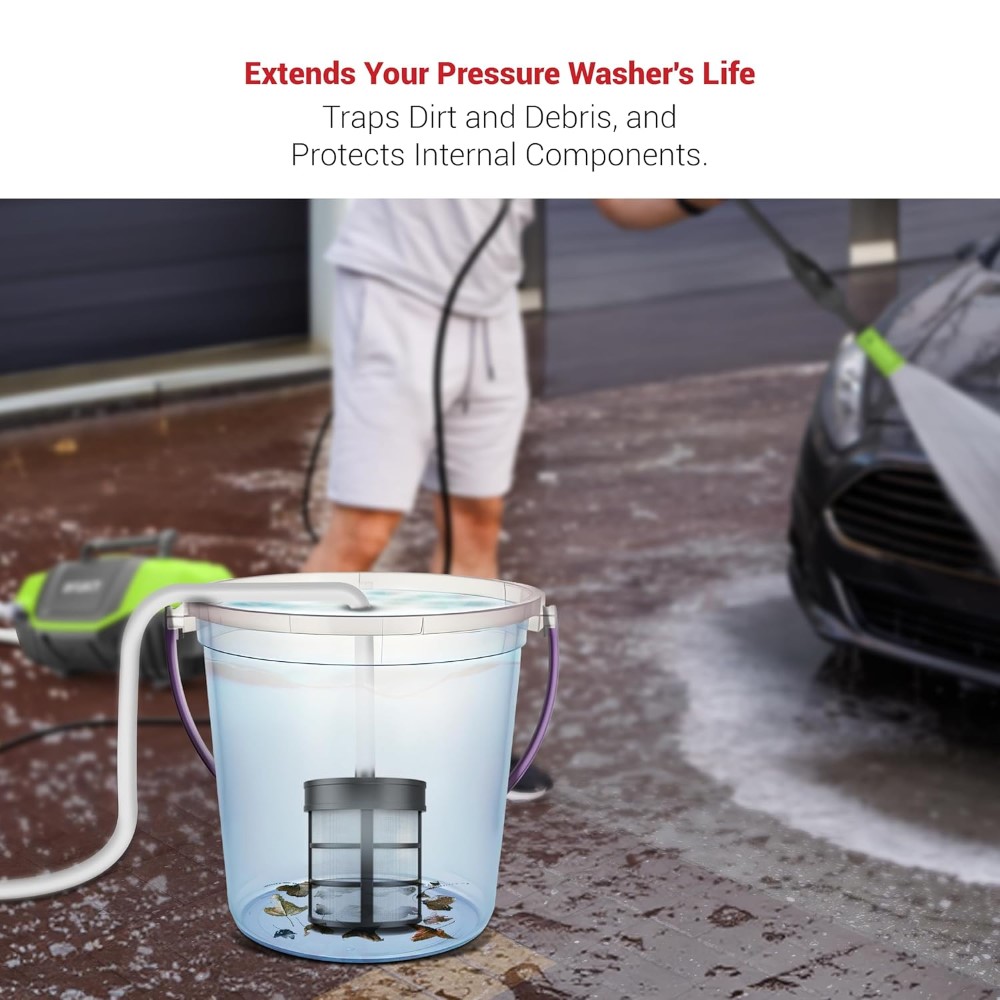 Extends Your Pressure Washer's Life
Traps Dirt and Debris, and
Protects Internal Components.